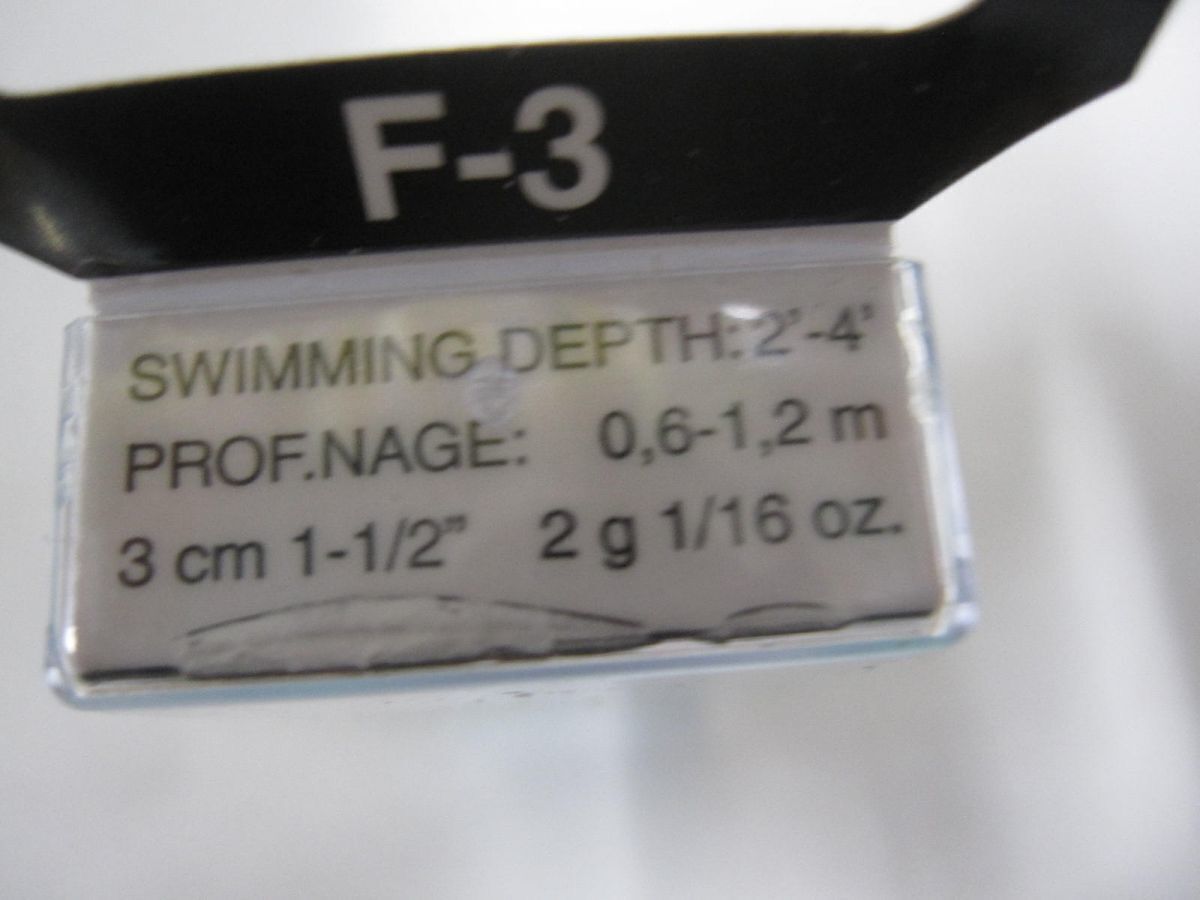 F-3
SWIMMING DEPTH: 2'-4'
PROF.NAGE: 0,6-1,2 m
3 cm 1-1/2" 2 g 1/16 oz.